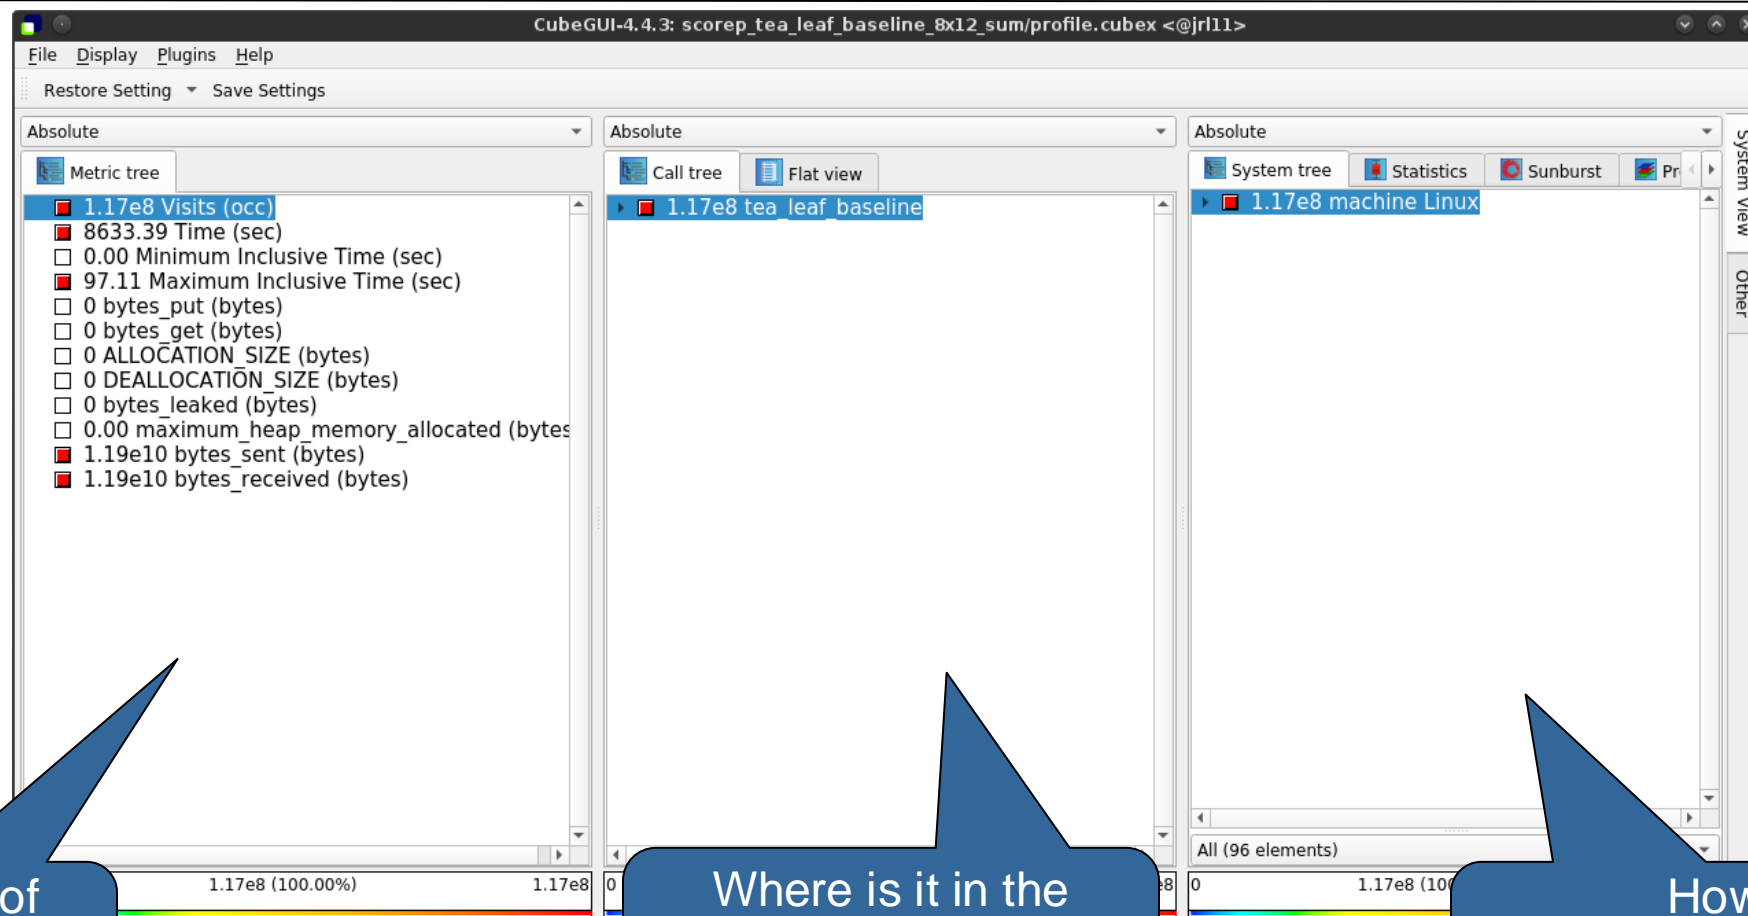 CubeGUI-4.4.3: scorep_tea_leaf_baseline_8x12_sum/profile.cubex <@jrl11>
File Display Plugins Help
Restore Setting Save Settings
Absolute
Metric tree
1.17e8 Visits (occ)
8633.39 Time (sec)
0.00 Minimum Inclusive Time (sec)
97.11 Maximum Inclusive Time (sec)
0 bytes_put (bytes)
0 bytes_get (bytes)
0 ALLOCATION_SIZE (bytes)
0 DEALLOCATION_SIZE (bytes)
0 bytes_leaked (bytes)
0.00 maximum_heap_memory_allocated (bytes
1.19e10 bytes_sent (bytes)
1.19e10 bytes_received (bytes)
1.17e8 (100.00%) 1.17e8
of
Absolute
Call tree Flat view
1.17e8 tea_leaf_baseline
0
Where is it in the
Absolute
System tree Statistics Sunburst
1.17e8 machine Linux
All (96 elements)
0 1.17e8 (10
How
System View
Other